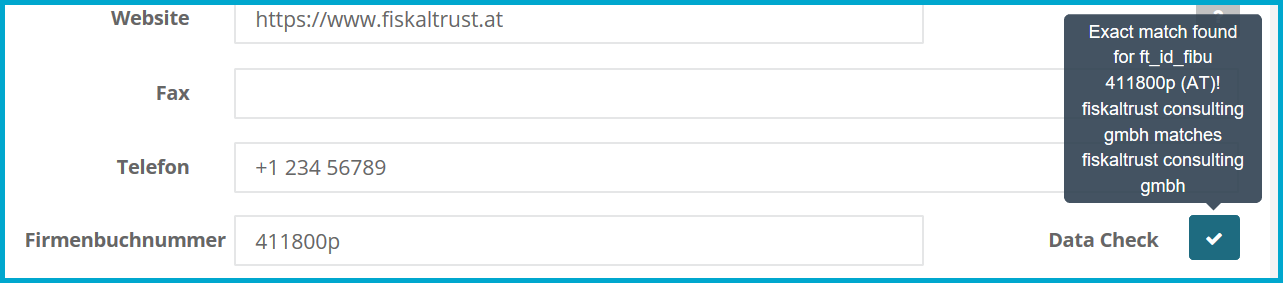 Website https://www.fiskaltrust.at
Exact match found
for ft_id_fibu
411800p (AT)!
fiskaltrust consulting
gmbh matches
fiskaltrust consulting
gmbh
Fax
Telefon +1 234 56789
Firmenbuchnummer 411800p Data Check